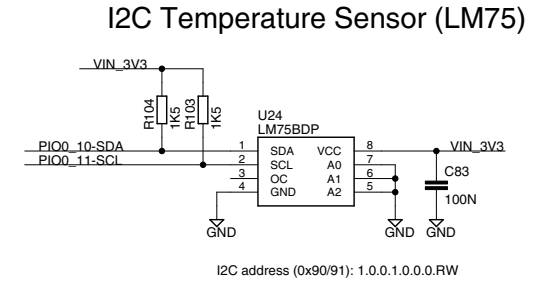 I2C Temperature Sensor (LM75)
VIN_3V3
R104
1K5
R103
1K5
U24
LM75BDP
PIO0_10-SDA
PIO0_11-SCL
1 SDA VCC 8
2 SCL A0 7
3 OC A1 6
4 GND A2 5
VIN_3V3
C83
100N
GND
GND
GND
I2C address (0x90/91): 1.0.0.1.0.0.0.RW